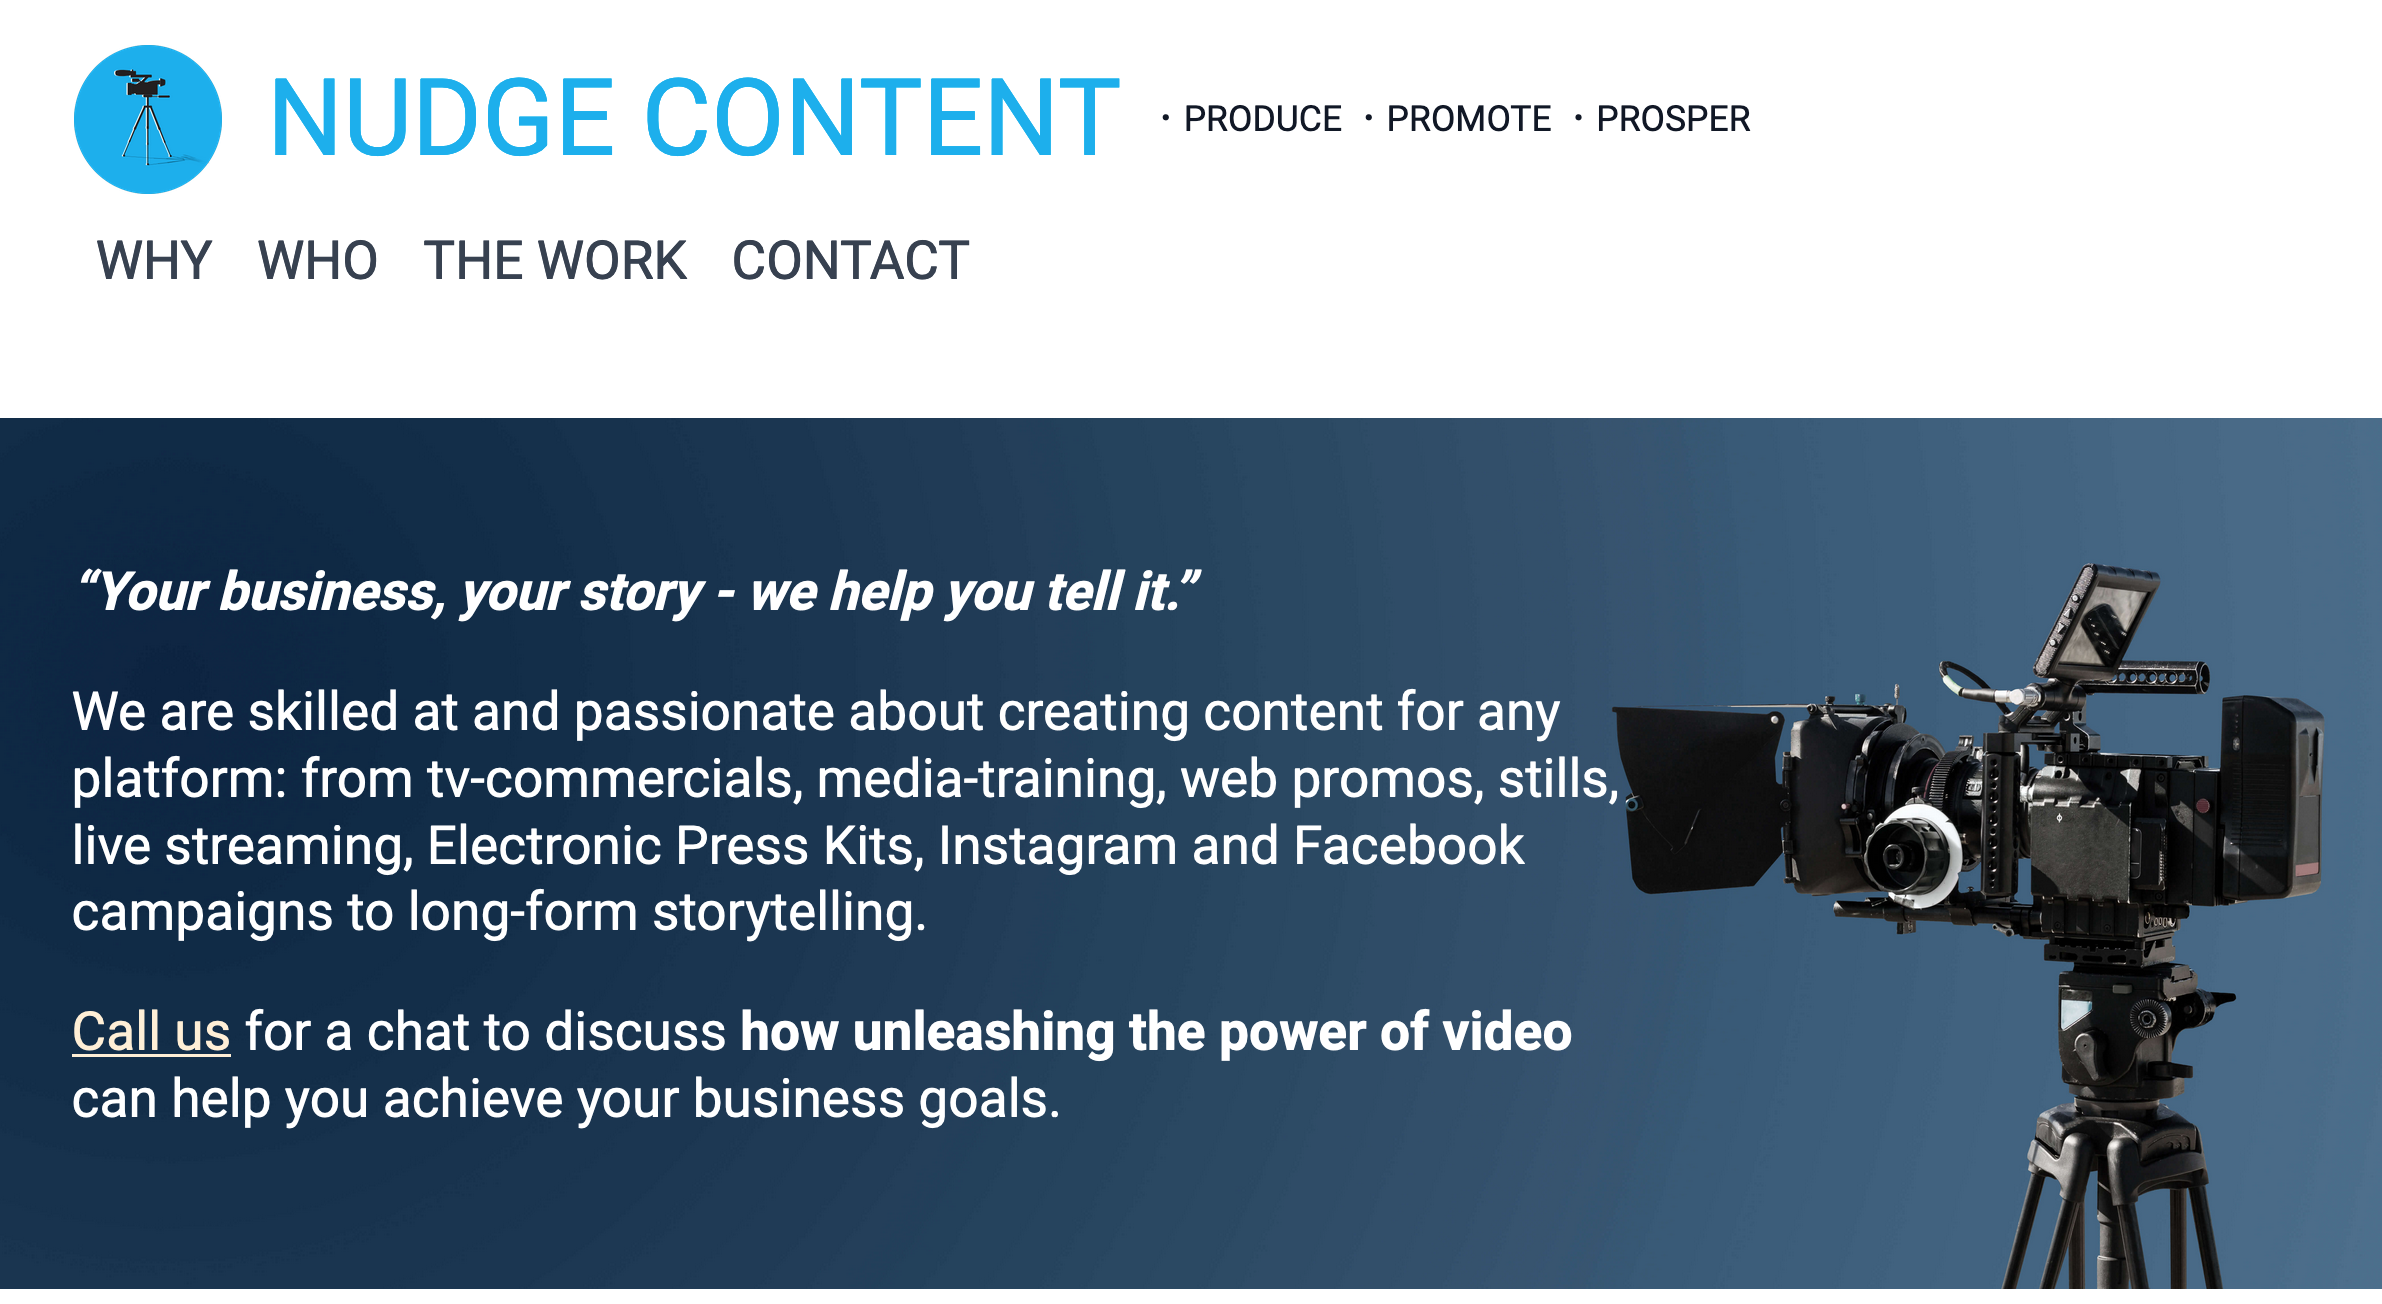 NUDGE CONTENT · PRODUCE · PROMOTE · PROSPER
WHY WHO THE WORK CONTACT
“Your business, your story - we help you tell it.”
We are skilled at and passionate about creating content for any
platform: from tv-commercials, media-training, web promos, stills,
live streaming, Electronic Press Kits, Instagram and Facebook
campaigns to long-form storytelling.
Call us for a chat to discuss how unleashing the power of video
can help you achieve your business goals.